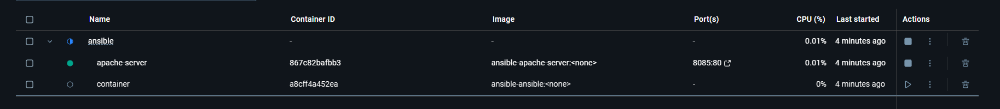 Name Container ID Image Port(s) CPU (%) Last started Actions
ansible - - - 0.01% 4 minutes ago
apache-server 867c82bafbb3 ansible-apache-server:<none> 8085:80 0.01% 4 minutes ago
container a8cff4a452ea ansible-ansible:<none> - 0% 4 minutes ago